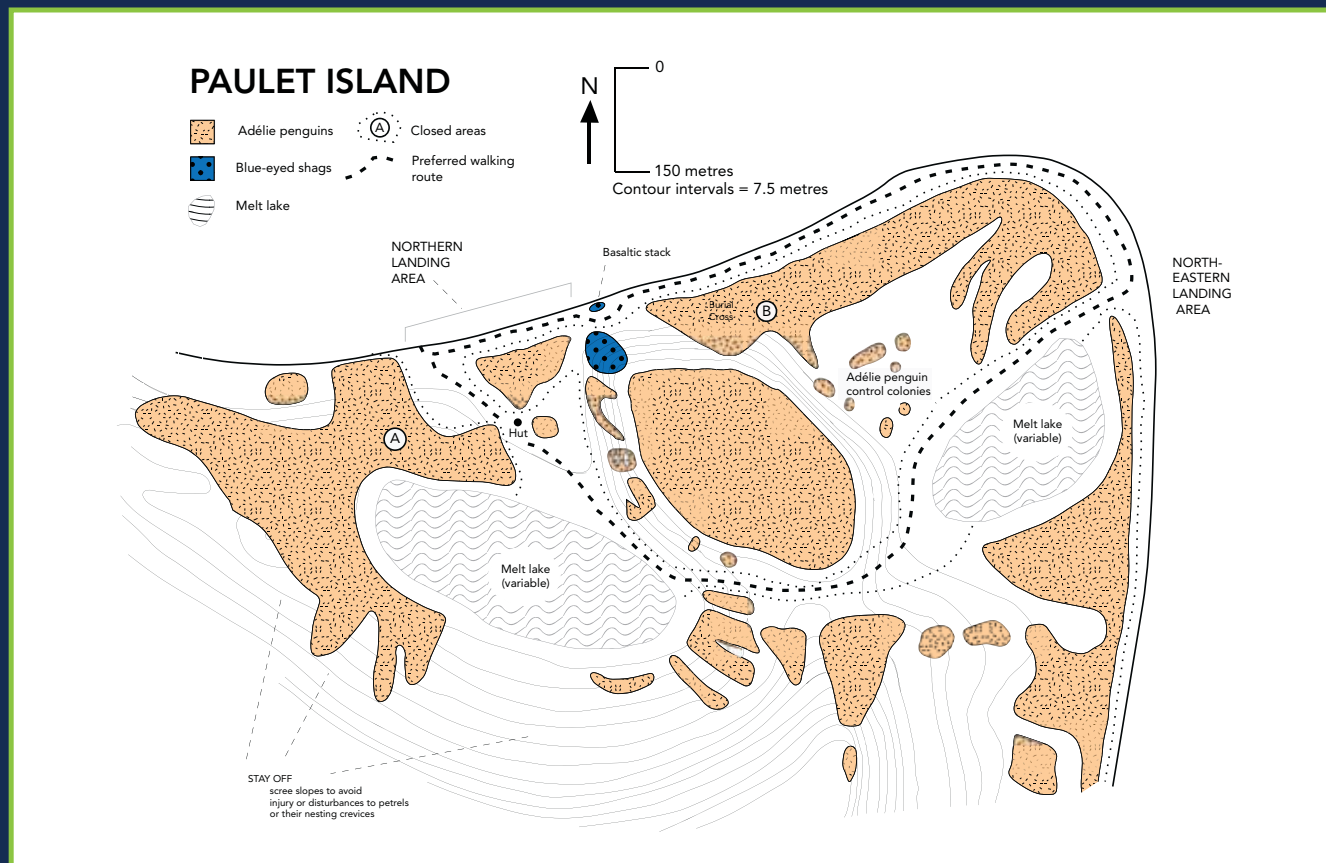 PAULET ISLAND
Adélie penguins
A
Closed areas
Blue-eyed shags
Preferred walking
route
Melt lake
N
0
150 metres
Contour intervals = 7.5 metres
NORTHERN
LANDING
AREA
Basaltic stack
NORTH-
EASTERN
LANDING
AREA
Burial
Cross
B
Adélie penguin
control colonies
Hut
A
Melt lake
(variable)
Melt lake
(variable)
STAY OFF
scree slopes to avoid
injury or disturbances to petrels
or their nesting crevices